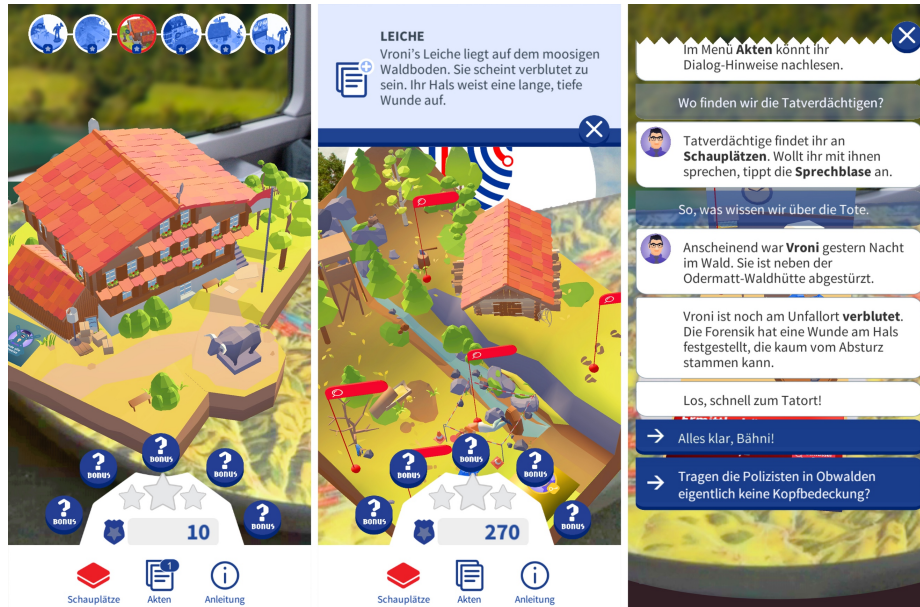 BONUS
BONUS
BONUS
BONUS
BONUS
10
1
Schauplätze
Akten
Anleitung
LEICHE
Vroni's Leiche liegt auf dem moosigen
Waldboden. Sie scheint verblutet zu
sein. Ihr Hals weist eine lange, tiefe
Wunde auf.
BONUS
BONUS
BONUS
BONUS
BONUS
270
Schauplätze
Akten
Anleitung
Im Menü Akten könnt ihr
Dialog-Hinweise nachlesen.
Wo finden wir die Tatverdächtigen?
Tatverdächtige findet ihr an
Schauplätzen. Wollt ihr mit ihnen
sprechen, tippt die Sprechblase an.
So, was wissen wir über die Tote.
Anscheinend war Vroni gestern Nacht
im Wald. Sie ist neben der
Odermatt-Waldhütte abgestürzt.
Vroni ist noch am Unfallort verblutet.
Die Forensik hat eine Wunde am Hals
festgestellt, die kaum vom Absturz
stammen kann.
Los, schnell zum Tatort!
Alles klar, Bähni!
Tragen die Polizisten in Obwalden
eigentlich keine Kopfbedeckung?